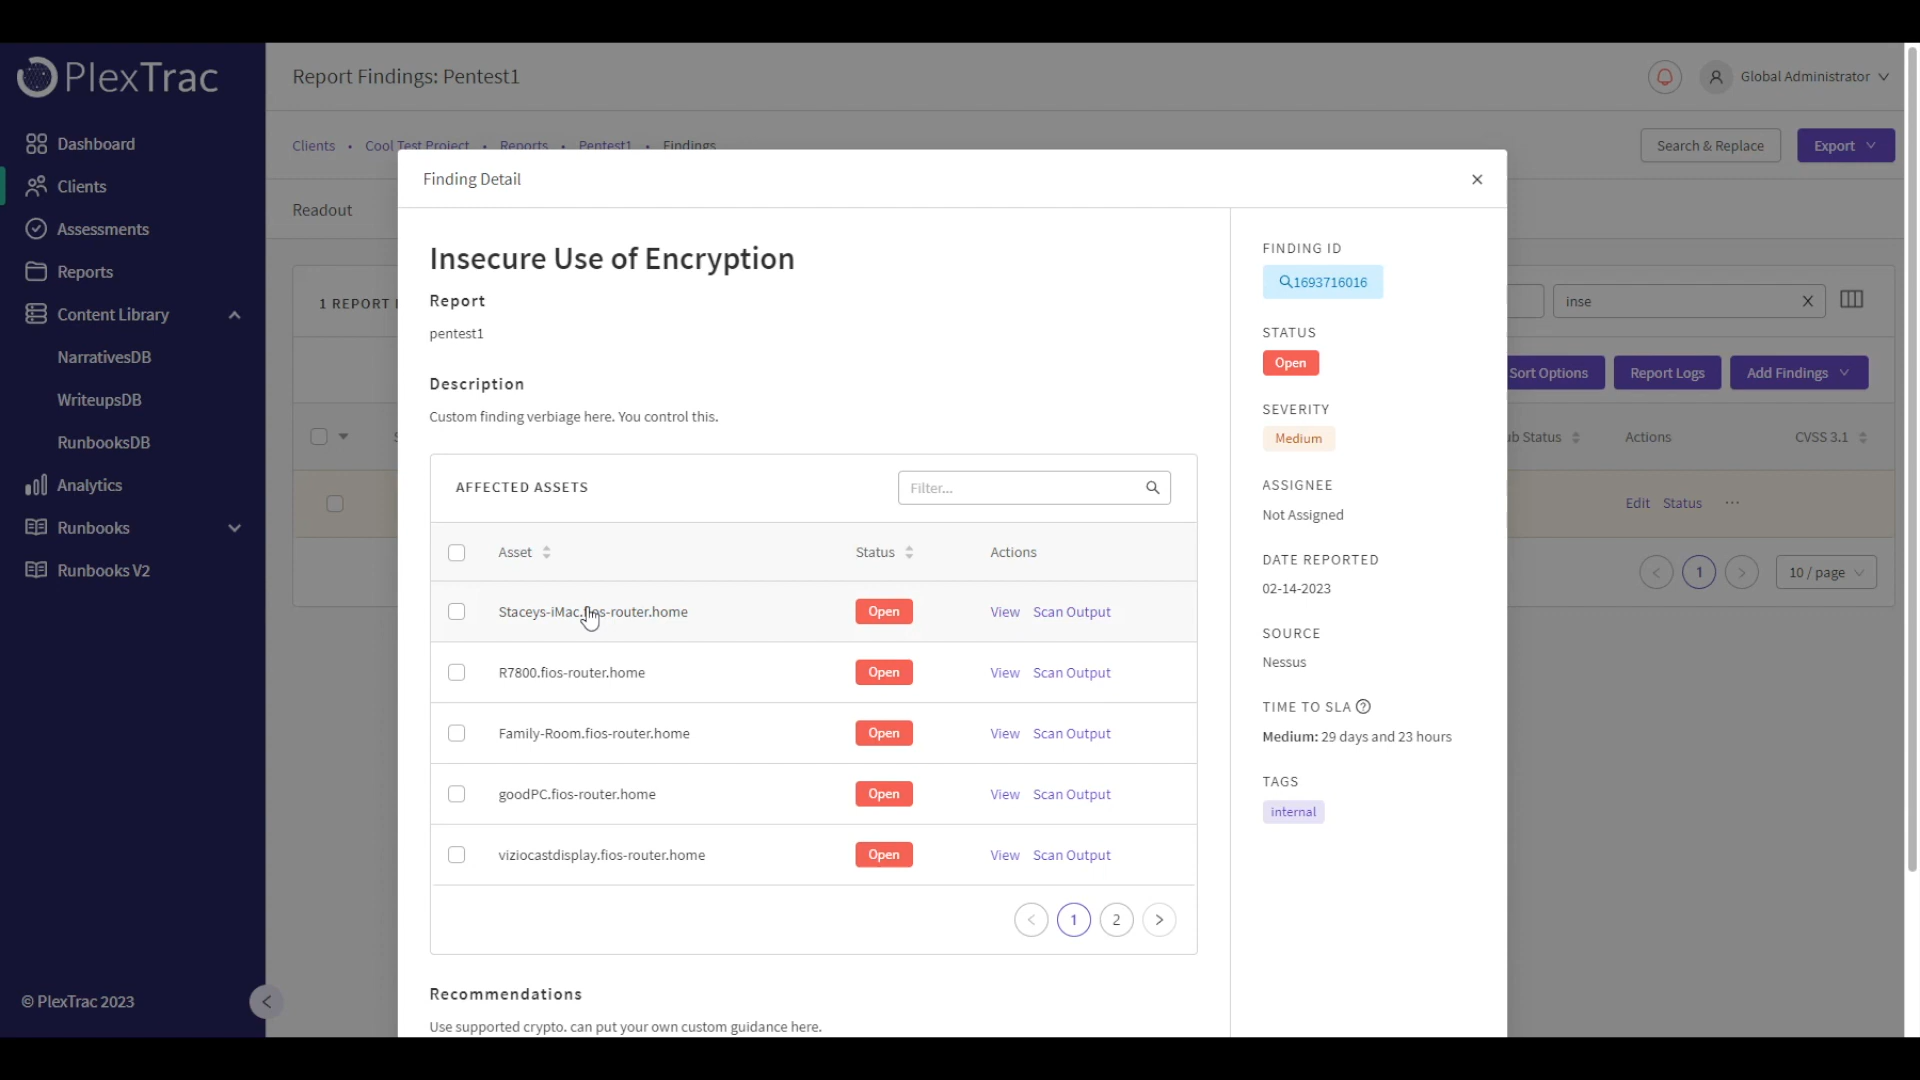 PlexTrac
Dashboard
Clients
Assessments
Reports
Content Library
NarrativesDB
WriteupsDB
RunbooksDB
Analytics
Runbooks
Runbooks V2
© PlexTrac 2023
Report Findings: Pentest1
Global Administrator
Clients • Cool Test Project • Reports • Pentest1 • Findings
Search & Replace
Export
Readout
1 REPORT
inse
Sort Options
Report Logs
Add Findings
Status
Actions
CVSS 3.1
Edit Status ...
< 1 >
10 / page
Finding Detail
Insecure Use of Encryption
Report
pentest1
Description
Custom finding verbiage here. You control this.
AFFECTED ASSETS
Filter...
Asset Status Actions
Staceys-iMac.fios-router.home Open View Scan Output
R7800.fios-router.home Open View Scan Output
Family-Room.fios-router.home Open View Scan Output
goodPC.fios-router.home Open View Scan Output
viziocastdisplay.fios-router.home Open View Scan Output
< 1 2 >
Recommendations
Use supported crypto. can put your own custom guidance here.
FINDING ID
1693716016
STATUS
Open
SEVERITY
Medium
ASSIGNEE
Not Assigned
DATE REPORTED
02-14-2023
SOURCE
Nessus
TIME TO SLA
Medium: 29 days and 23 hours
TAGS
internal